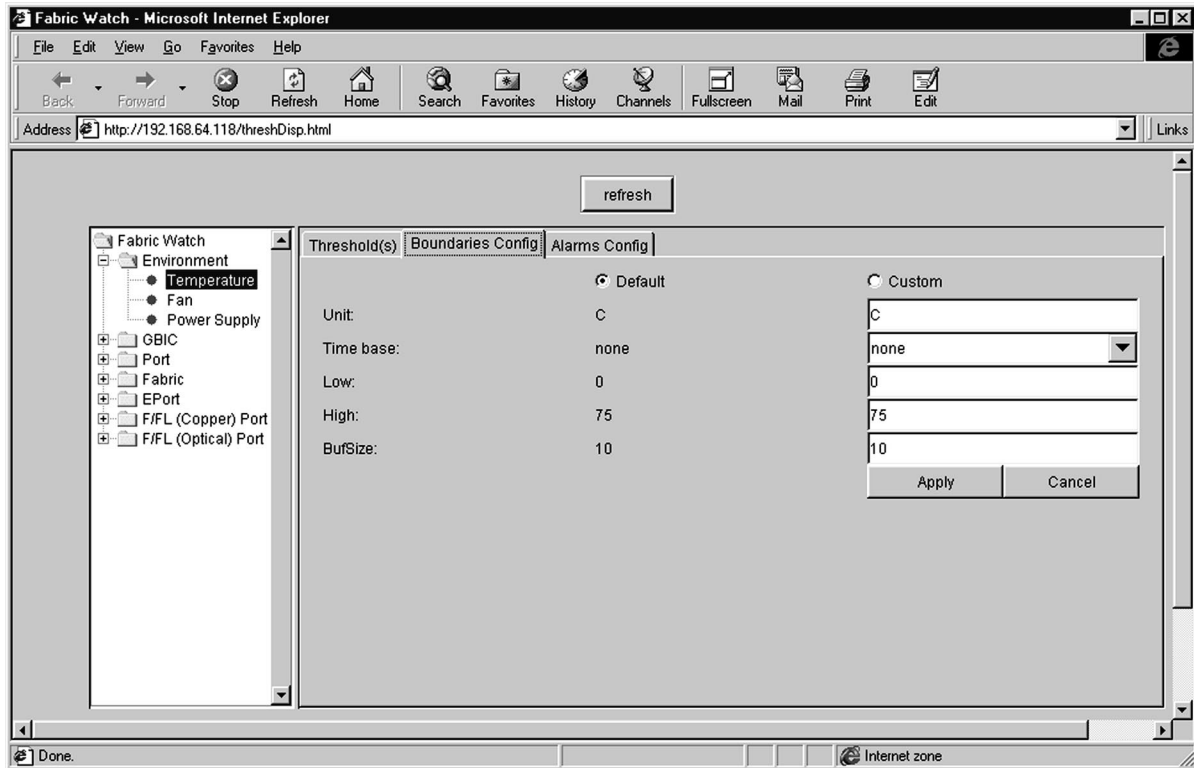 Fabric Watch - Microsoft Internet Explorer
File Edit View Go Favorites Help
Back Forward Stop Refresh Home Search Favorites History Channels Fullscreen Mail Print Edit
Address http://192.168.64.118/threshDisp.html Links
refresh
Fabric Watch
Environment
Temperature
Fan
Power Supply
GBIC
Port
Fabric
EPort
F/FL (Copper) Port
F/FL (Optical) Port
Threshold(s) Boundaries Config Alarms Config
Default Custom
Unit: C C
Time base: none none
Low: 0 0
High: 75 75
BufSize: 10 10
Apply Cancel
Done. Internet zone